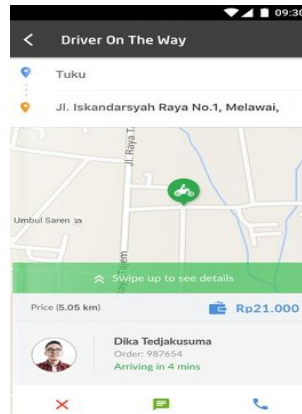 09:30
Driver On The Way
Tuku
Jl. Iskandarsyah Raya No.1, Melawai,
Jl. Raya T
Umbul Saren
Swipe up to see details
Price (5.05 km)
Rp21.000
Dika Tedjakusuma
Order: 987654
Arriving in 4 mins